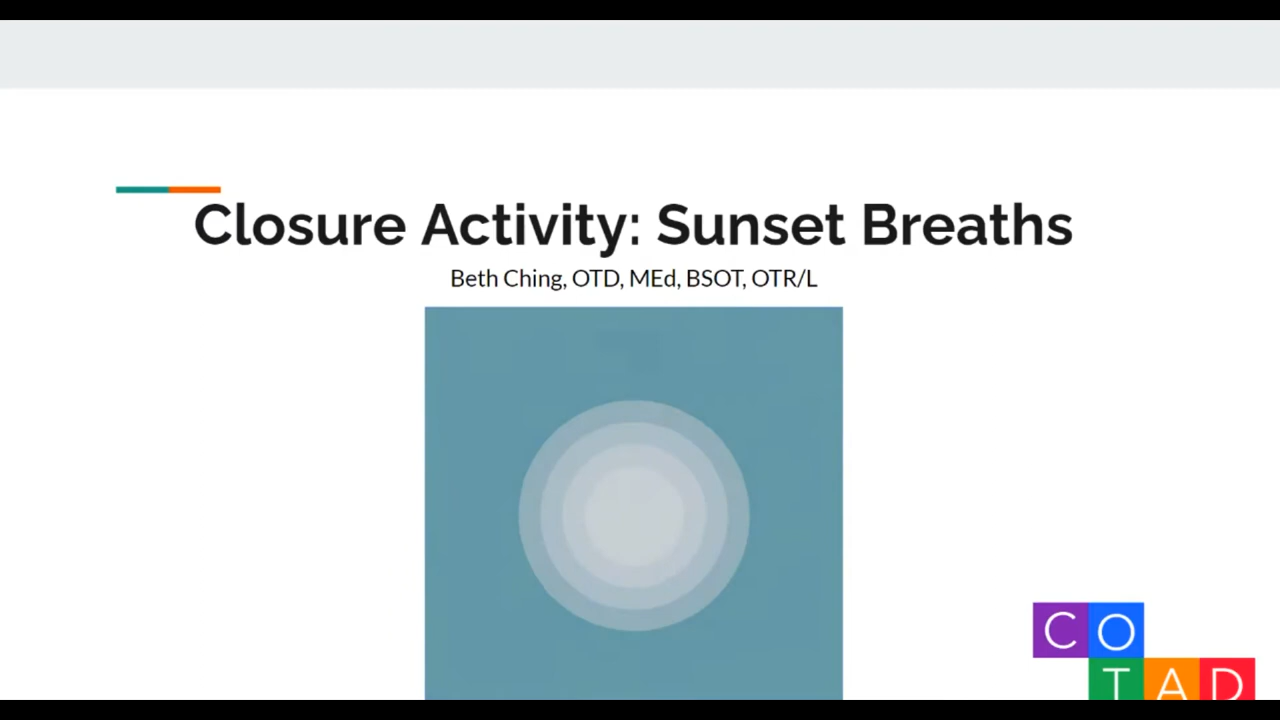 Closure Activity: Sunset Breaths
Beth Ching, OTD, MEd, BSOT, OTR/L
CO
TAD